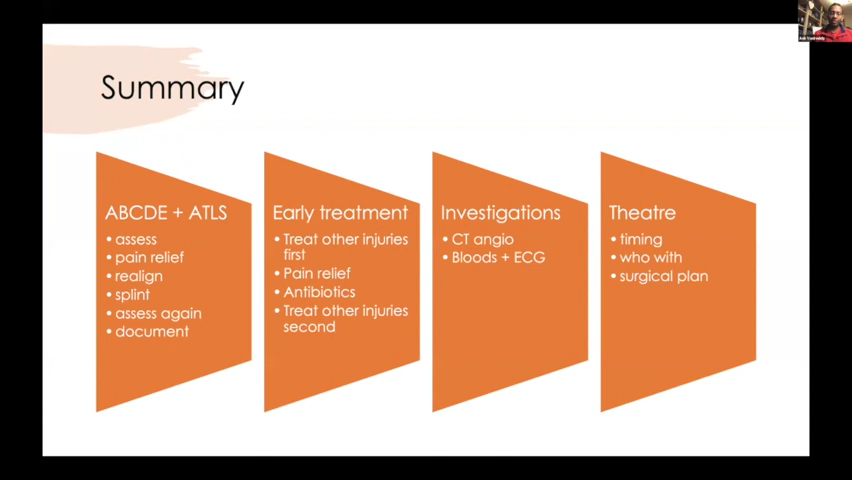 Summary
ABCDE + ATLS
• assess
• pain relief
• realign
• splint
• assess again
• document
Early treatment
• Treat other injuries
first
• Pain relief
• Antibiotics
• Treat other injuries
second
Investigations
• CT angio
• Bloods + ECG
Theatre
• timing
• who with
• surgical plan